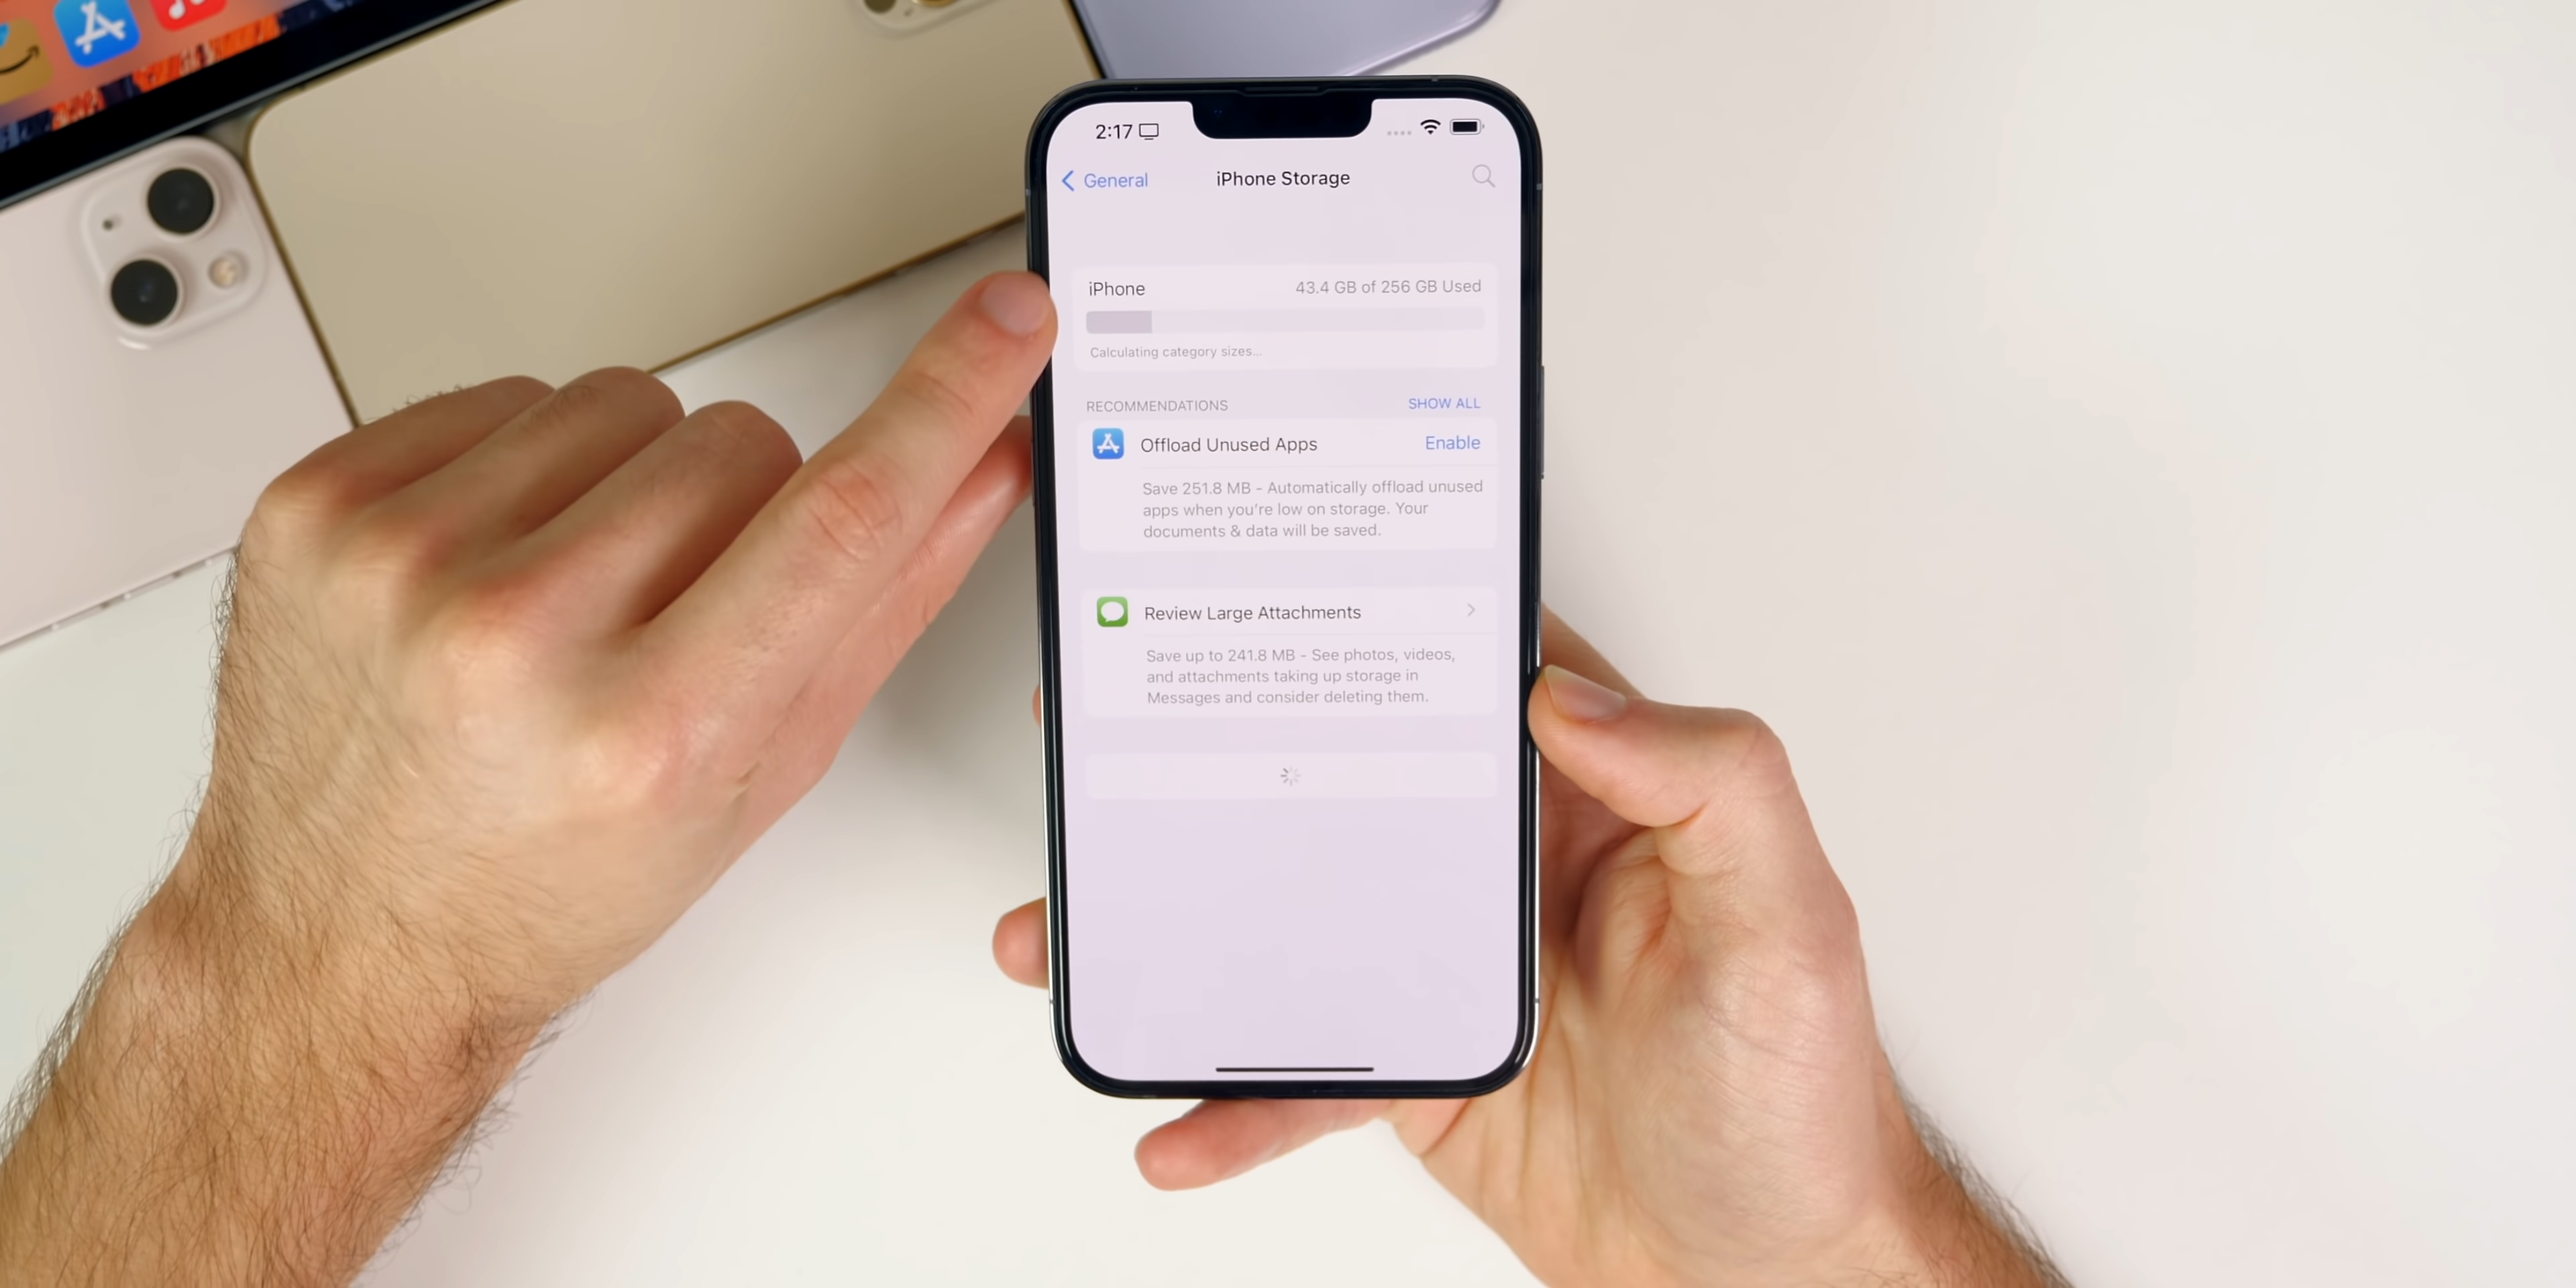 2:17
General
iPhone Storage
iPhone
43.4 GB of 256 GB Used
Calculating category sizes...
RECOMMENDATIONS
SHOW ALL
Offload Unused Apps
Enable
Save 251.8 MB - Automatically offload unused
apps when you're low on storage. Your
documents & data will be saved.
Review Large Attachments
Save up to 241.8 MB - See photos, videos,
and attachments taking up storage in
Messages and consider deleting them.